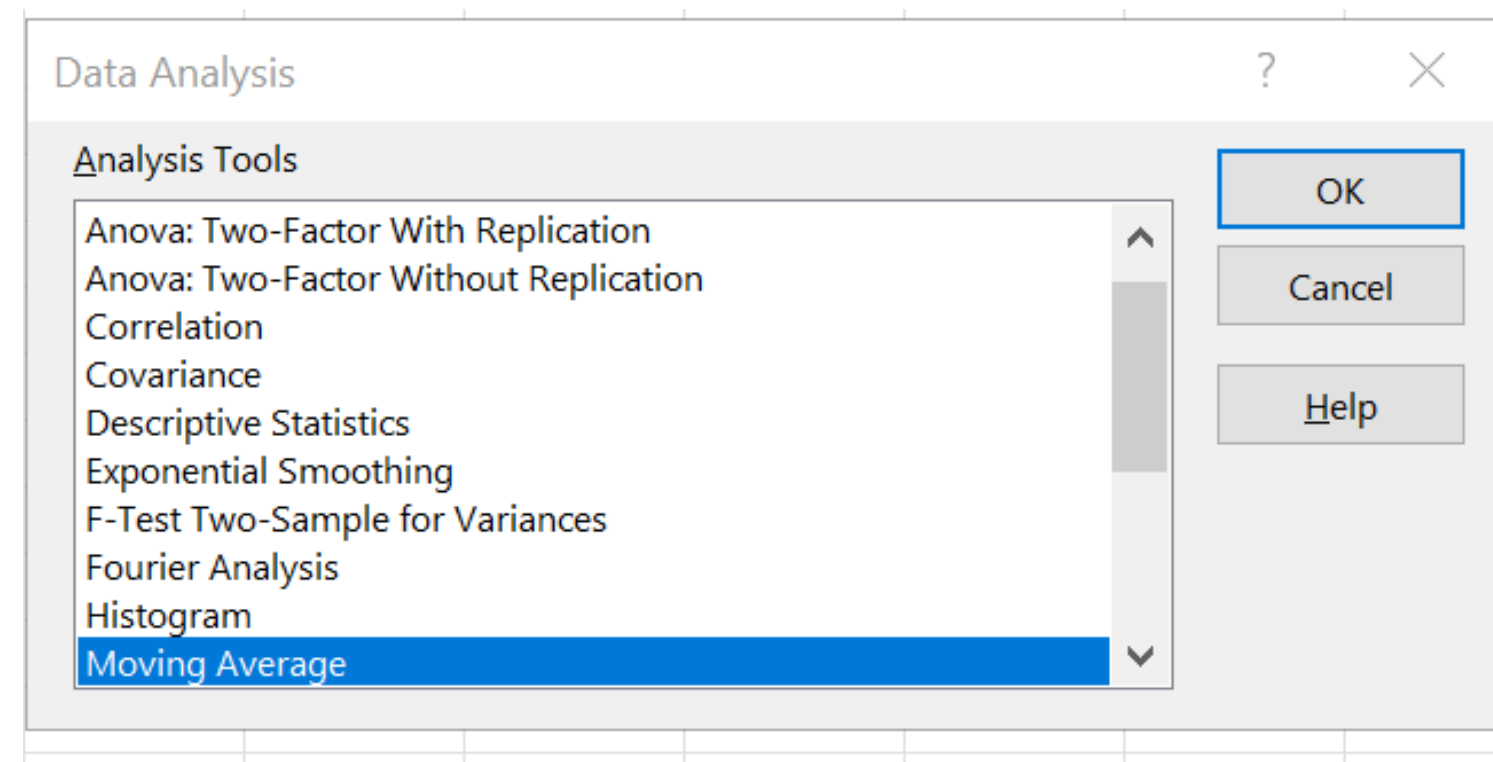 Data Analysis ?
Analysis Tools
Anova: Two-Factor With Replication
Anova: Two-Factor Without Replication
Correlation
Covariance
Descriptive Statistics
Exponential Smoothing
F-Test Two-Sample for Variances
Fourier Analysis
Histogram
Moving Average
OK
Cancel
Help